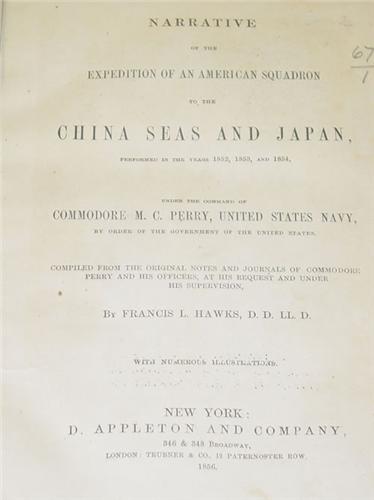 NARRATIVE
OF THE
EXPEDITION OF AN AMERICAN SQUADRON
TO THE
CHINA SEAS AND JAPAN,
PERFORMED IN THE YEARS 1852, 1853, AND 1854,
UNDER THE COMMAND OF
COMMODORE M. C. PERRY, UNITED STATES NAVY,
BY ORDER OF THE GOVERNMENT OF THE UNITED STATES.
COMPILED FROM THE ORIGINAL NOTES AND JOURNALS OF COMMODORE
PERRY AND HIS OFFICERS, AT HIS REQUEST AND UNDER
HIS SUPERVISION,
BY FRANCIS L. HAWKS, D. D. LL. D.
WITH NUMEROUS ILLUSTRATIONS.
NEW YORK:
D. APPLETON AND COMPANY,
346 & 348 BROADWAY,
LONDON: TRUBNER & CO., 12 PATERNOSTER ROW.
1856.
67
1